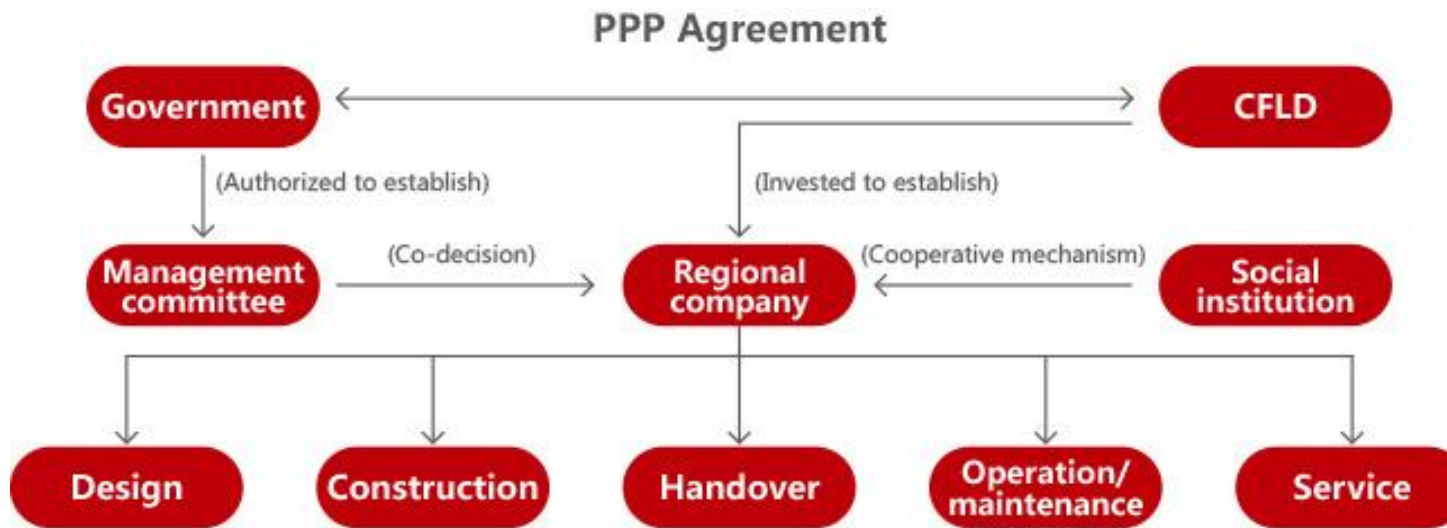 PPP Agreement
Government
CFLD
(Authorized to establish)
(Invested to establish)
Management
committee
(Co-decision)
Regional
company
(Cooperative mechanism)
Social
institution
Design
Construction
Handover
Operation/
maintenance
Service